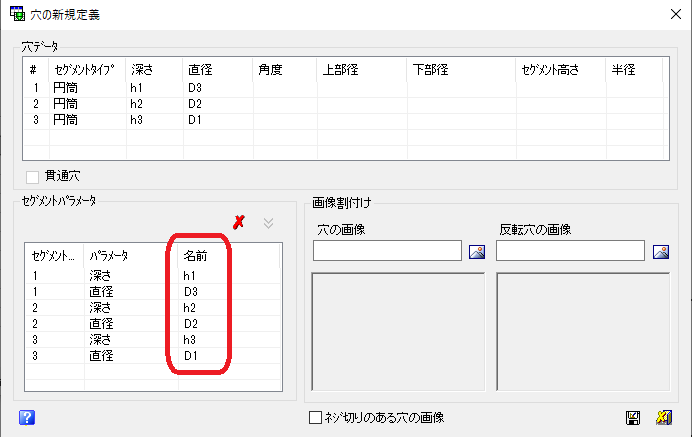 穴の新規定義
穴データ
# セグメントタイプ 深さ 直径 角度 上部径 下部径 セグメント高さ 半径
1 円筒 h1 D3
2 円筒 h2 D2
3 円筒 h3 D1
貫通穴
セグメントパラメータ
セグメント... パラメータ 名前
1 深さ h1
1 直径 D3
2 深さ h2
2 直径 D2
3 深さ h3
3 直径 D1
画像割付け
穴の画像 反転穴の画像
ネジ切りのある穴の画像